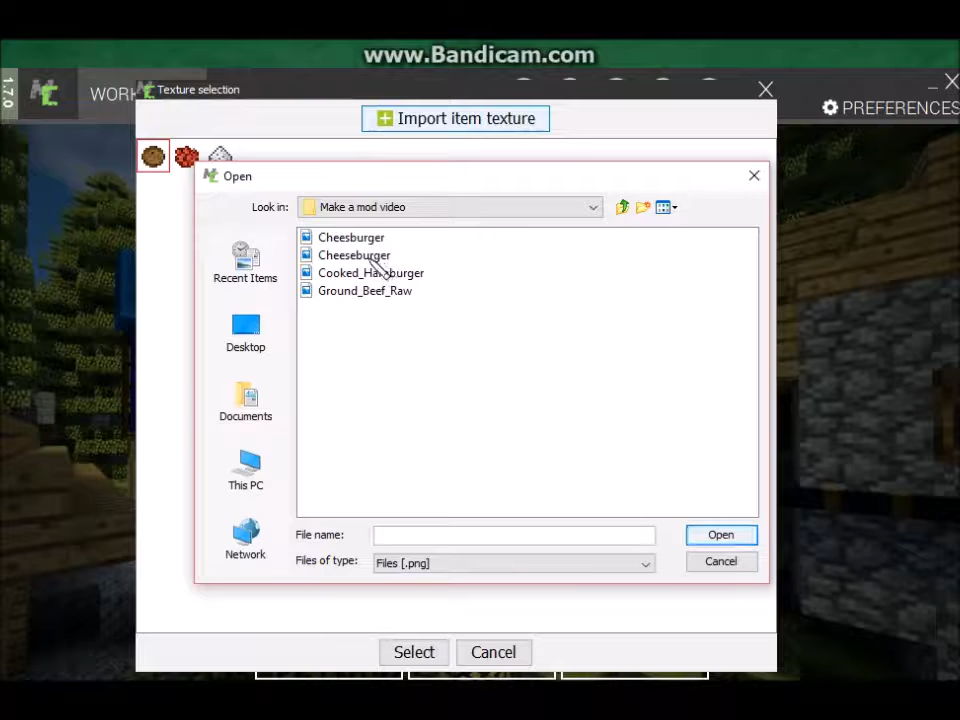 www.Bandicam.com
1.7.0
WORK
Texture selection
PREFERENCES
Import item texture
Open
Look in:
Make a mod video
Cheesburger
Cheeseburger
Cooked_Hamburger
Ground_Beef_Raw
Recent Items
Desktop
Documents
This PC
Network
File name:
Open
Files of type:
Files [.png]
Cancel
Select
Cancel